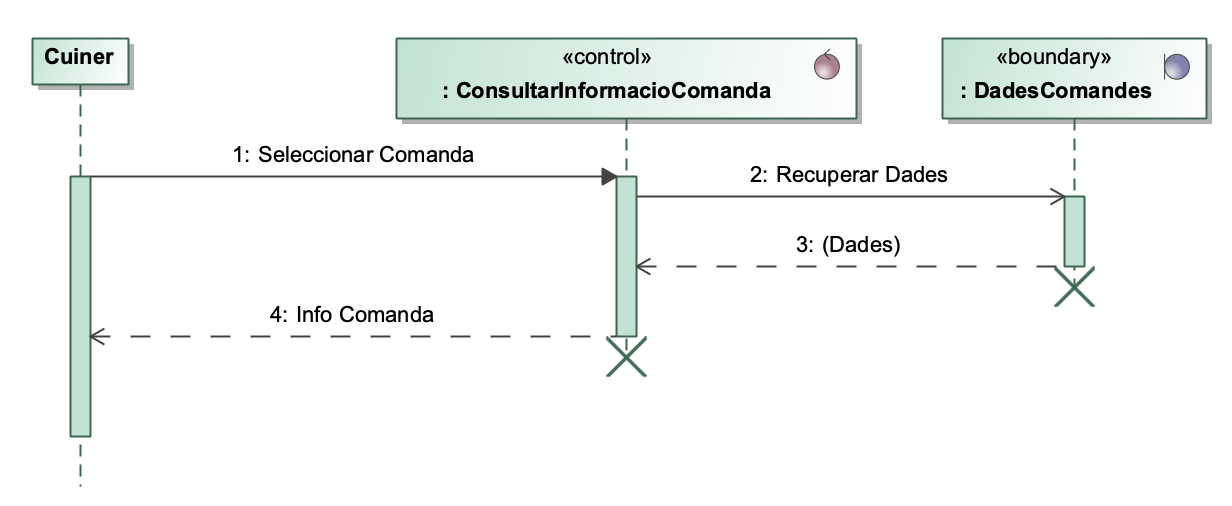 Cuiner
«control»
: ConsultarInformacioComanda
«boundary»
: DadesComandes
1: Seleccionar Comanda
2: Recuperar Dades
3: (Dades)
4: Info Comanda